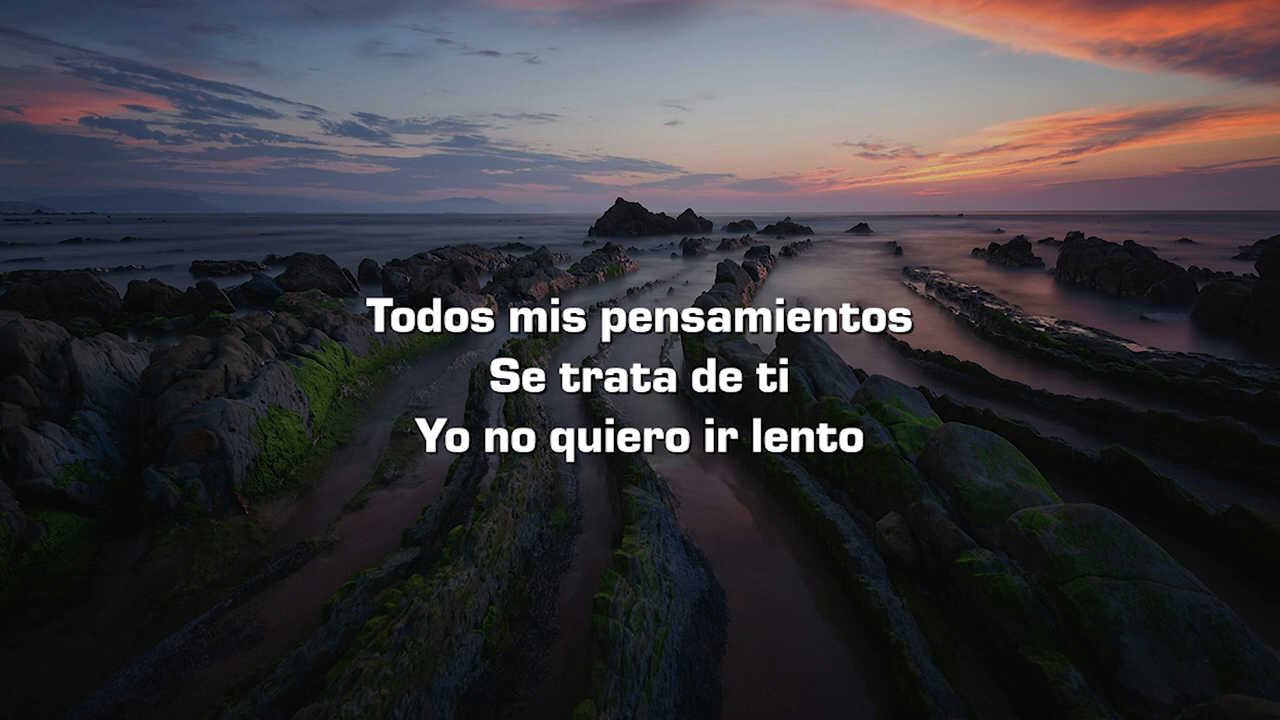 Todos mis pensamientos
Se trata de ti
Yo no quiero ir lento